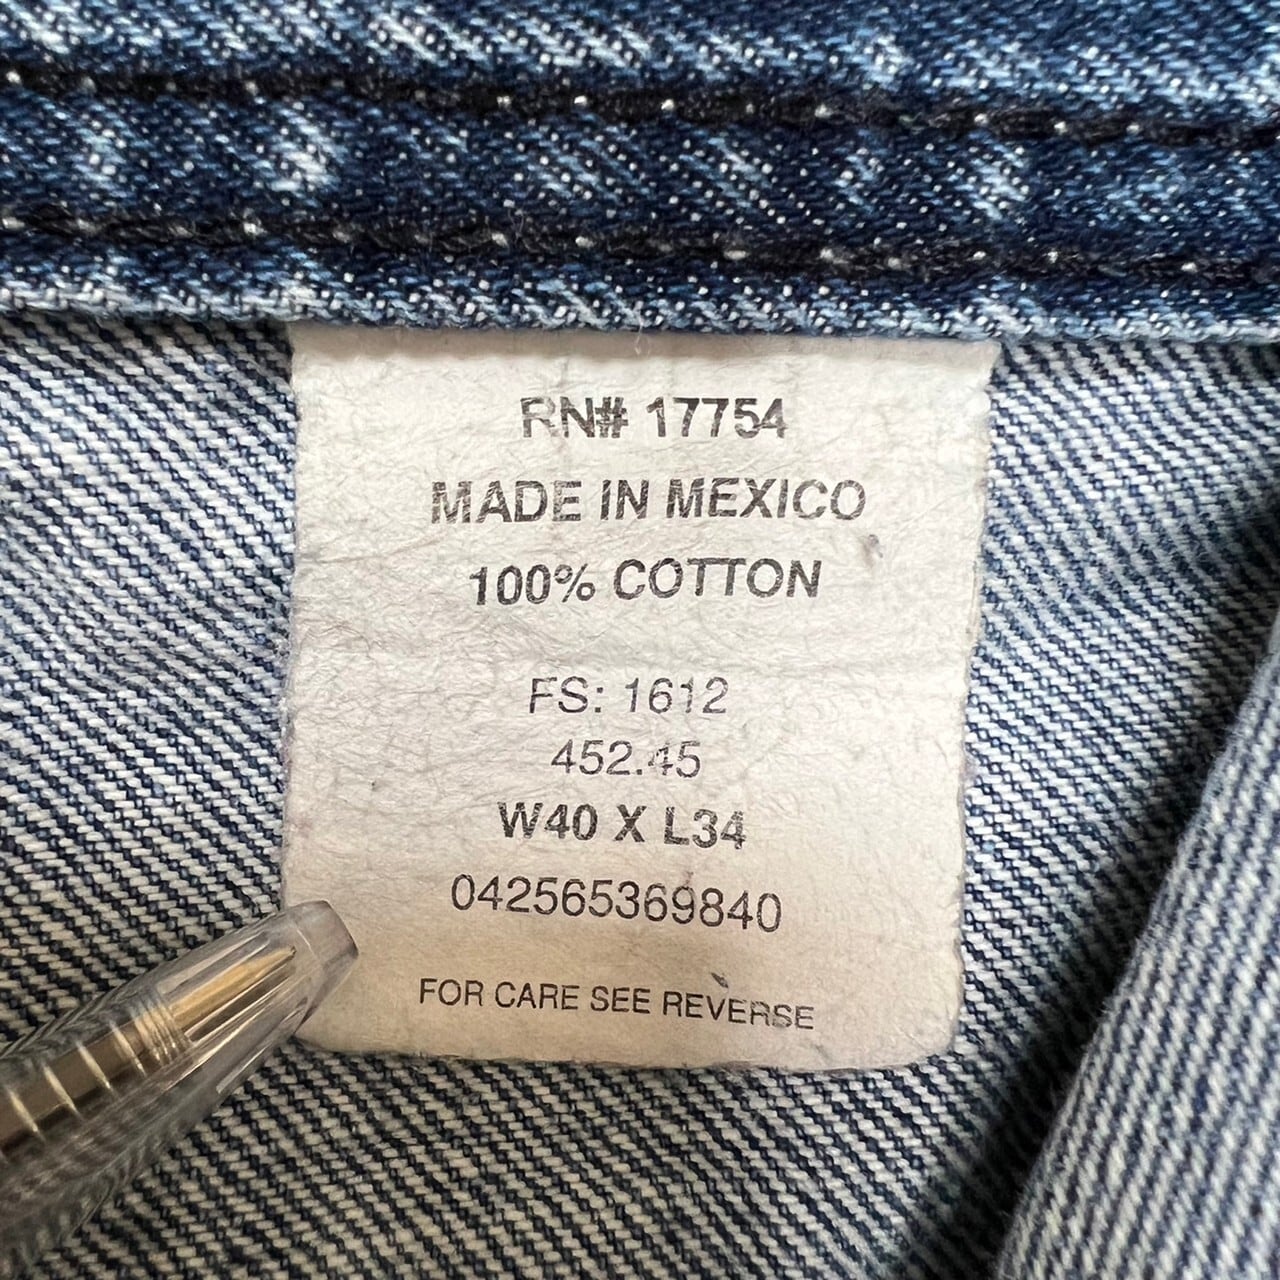 RN# 17754
MADE IN MEXICO
100% COTTON
FS: 1612
452.45
W40 X L34
042565369840
FOR CARE SEE REVERSE